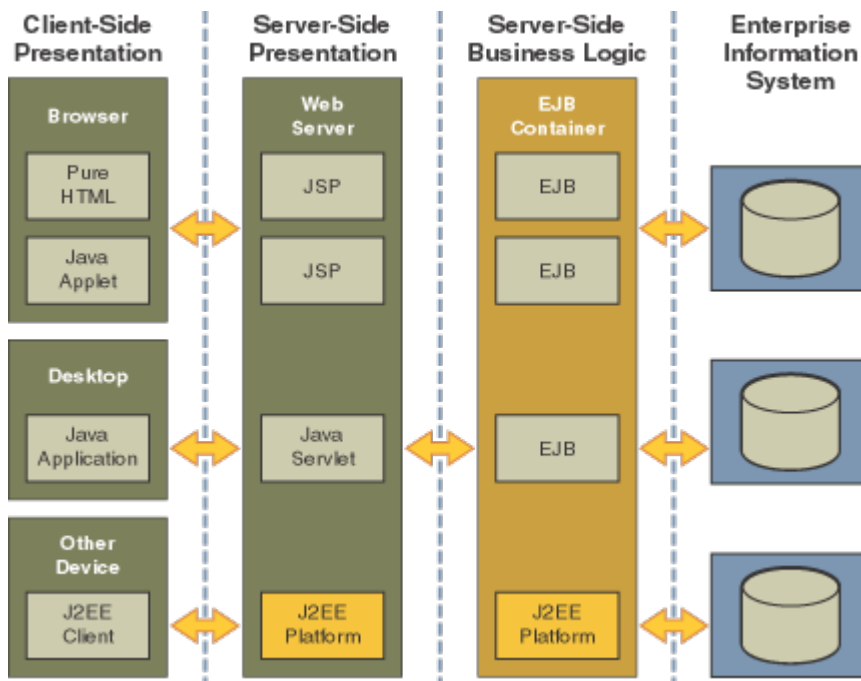 Client-Side
Presentation
Server-Side
Presentation
Server-Side
Business Logic
Enterprise
Information
System
Browser
Pure
HTML
Java
Applet
Desktop
Java
Application
Other
Device
J2EE
Client
Web
Server
JSP
JSP
Java
Servlet
J2EE
Platform
EJB
Container
EJB
EJB
EJB
J2EE
Platform